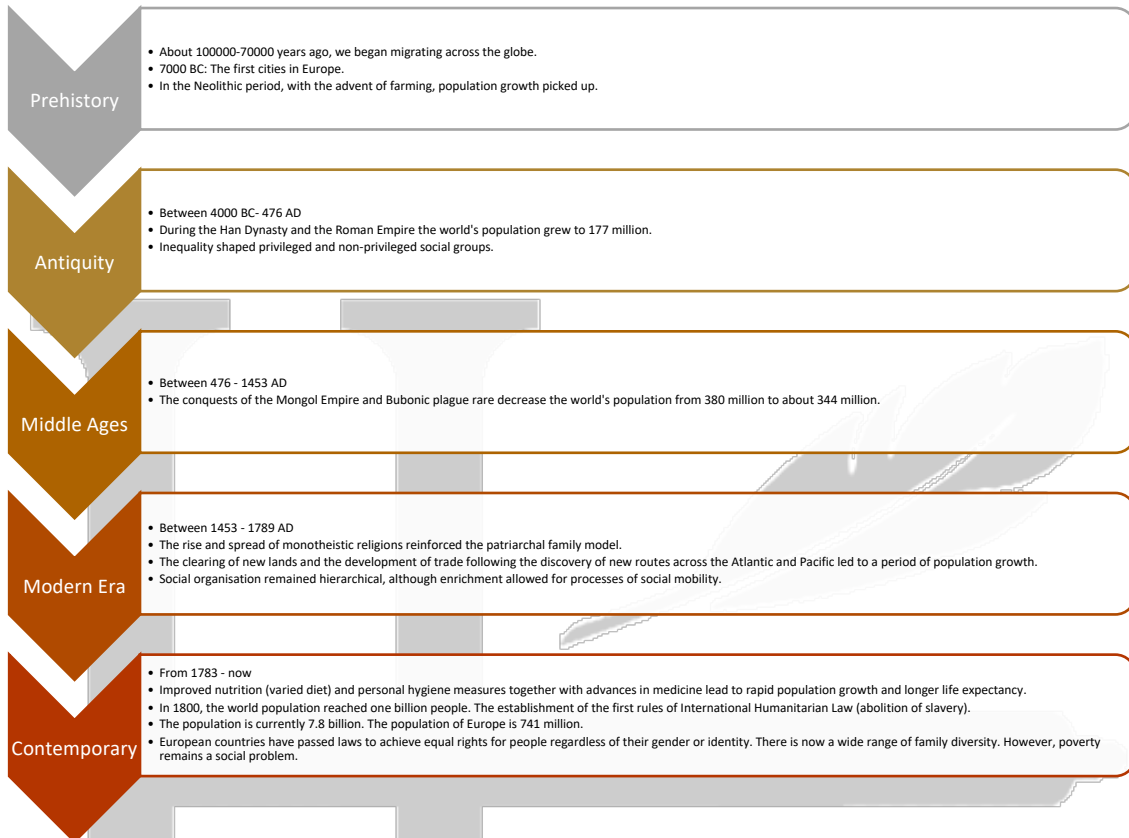 Prehistory
• About 100000-70000 years ago, we began migrating across the globe.
• 7000 BC: The first cities in Europe.
• In the Neolithic period, with the advent of farming, population growth picked up.
Antiquity
• Between 4000 BC- 476 AD
• During the Han Dynasty and the Roman Empire the world's population grew to 177 million.
• Inequality shaped privileged and non-privileged social groups.
Middle Ages
• Between 476 - 1453 AD
• The conquests of the Mongol Empire and Bubonic plague rare decrease the world's population from 380 million to about 344 million.
Modern Era
• Between 1453 - 1789 AD
• The rise and spread of monotheistic religions reinforced the patriarchal family model.
• The clearing of new lands and the development of trade following the discovery of new routes across the Atlantic and Pacific led to a period of population growth.
• Social organisation remained hierarchical, although enrichment allowed for processes of social mobility.
Contemporary
• From 1783 - now
• Improved nutrition (varied diet) and personal hygiene measures together with advances in medicine lead to rapid population growth and longer life expectancy.
• In 1800, the world population reached one billion people. The establishment of the first rules of International Humanitarian Law (abolition of slavery).
• The population is currently 7.8 billion. The population of Europe is 741 million.
• European countries have passed laws to achieve equal rights for people regardless of their gender or identity. There is now a wide range of family diversity. However, poverty
remains a social problem.